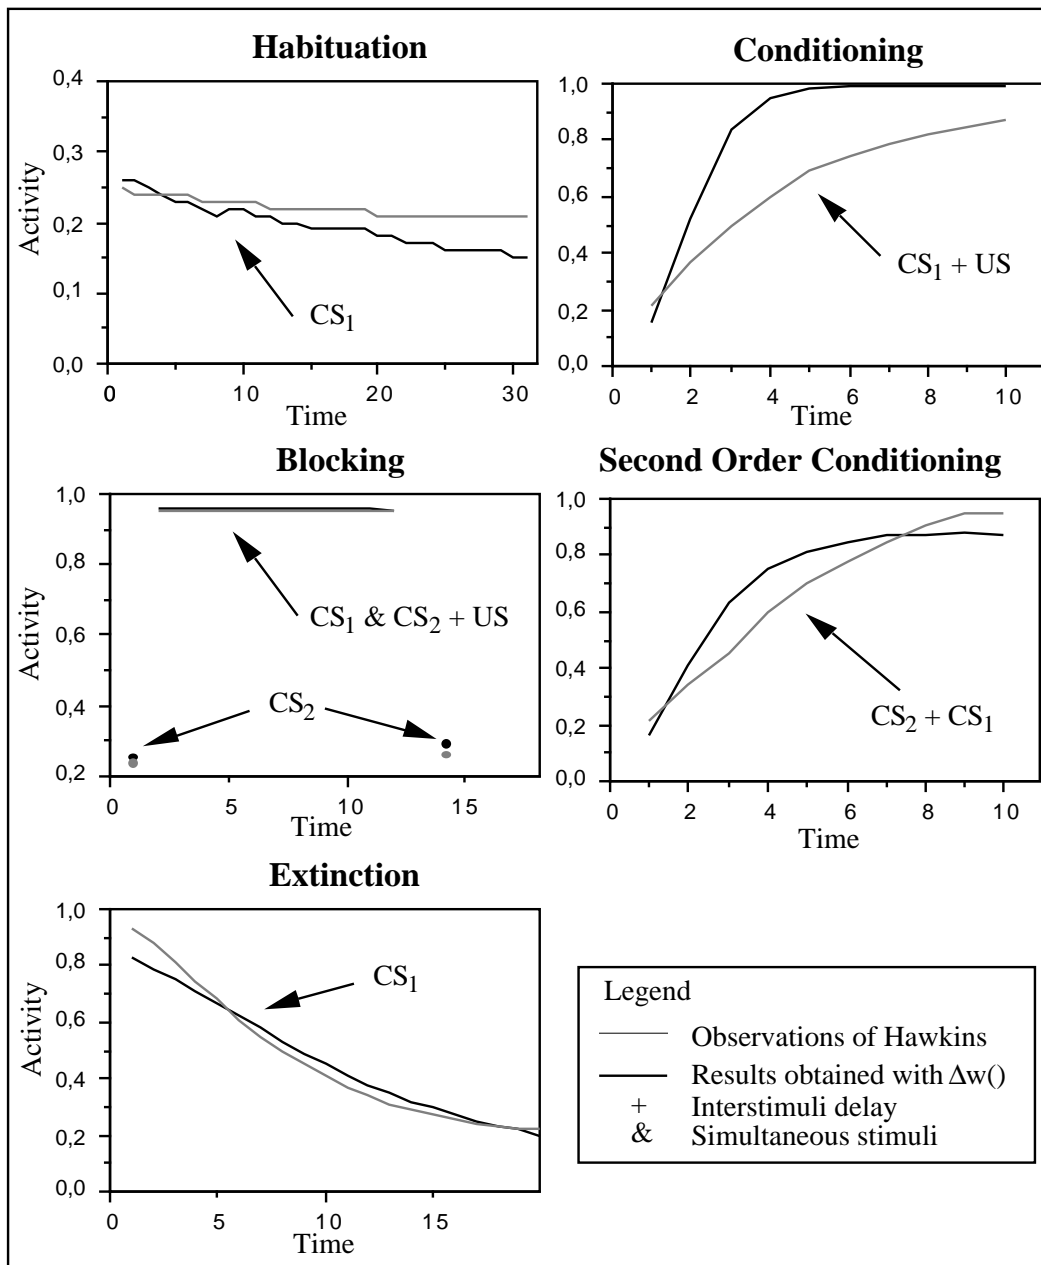 Habituation
Activity
0,4
0,3
0,2
0,1
0,0
CS1
0 10 20 30
Time
Conditioning
1,0
0,8
0,6
0,4
0,2
0,0
CS1 + US
0 2 4 6 8 10
Time
Blocking
Activity
1,0
0,8
0,6
0,4
0,2
CS1 & CS2 + US
CS2
0 5 10 15
Time
Second Order Conditioning
1,0
0,8
0,6
0,4
0,2
0,0
CS2 + CS1
0 2 4 6 8 10
Time
Extinction
Activity
1,0
0,8
0,6
0,4
0,2
0,0
CS1
0 5 10 15
Time
Legend
Observations of Hawkins
Results obtained with Δw()
+ Interstimuli delay
& Simultaneous stimuli